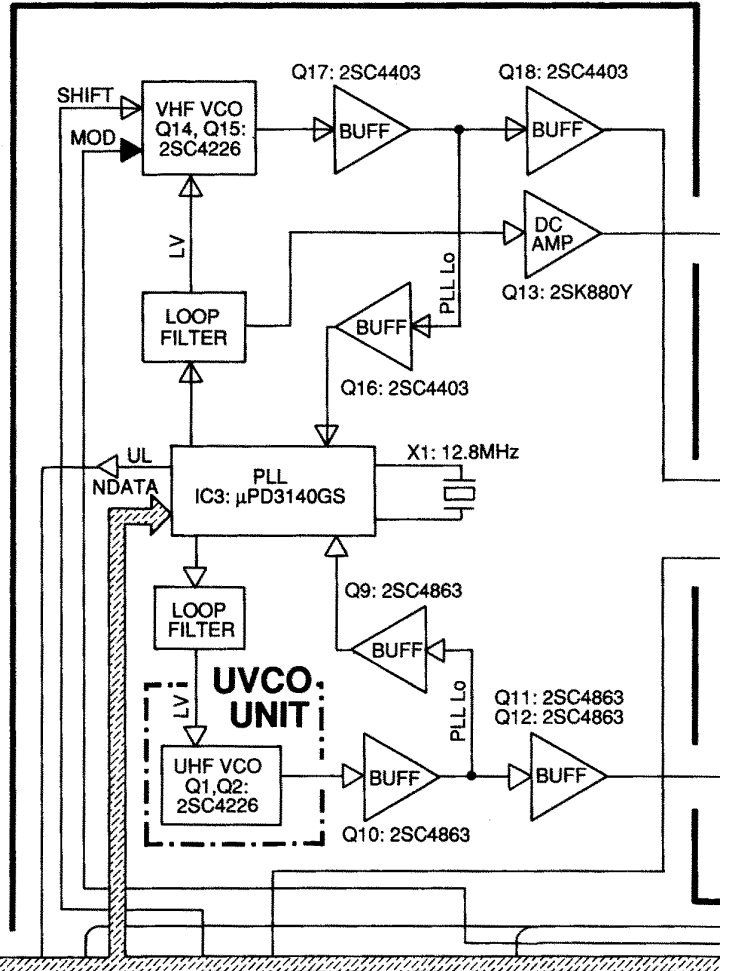 Q17: 2SC4403
Q18: 2SC4403
SHIFT
VHF VCO
Q14, Q15:
2SC4226
MOD
BUFF
BUFF
DC
AMP
LV
PLL Lo
Q13: 2SK880Y
LOOP
FILTER
BUFF
Q16: 2SC4403
UL
NDATA
PLL
IC3: µPD3140GS
X1: 12.8MHz
Q9: 2SC4863
LOOP
FILTER
BUFF
LV
UVCO
UNIT
PLL Lo
Q11: 2SC4863
Q12: 2SC4863
UHF VCO
Q1,Q2:
2SC4226
BUFF
BUFF
Q10: 2SC4863